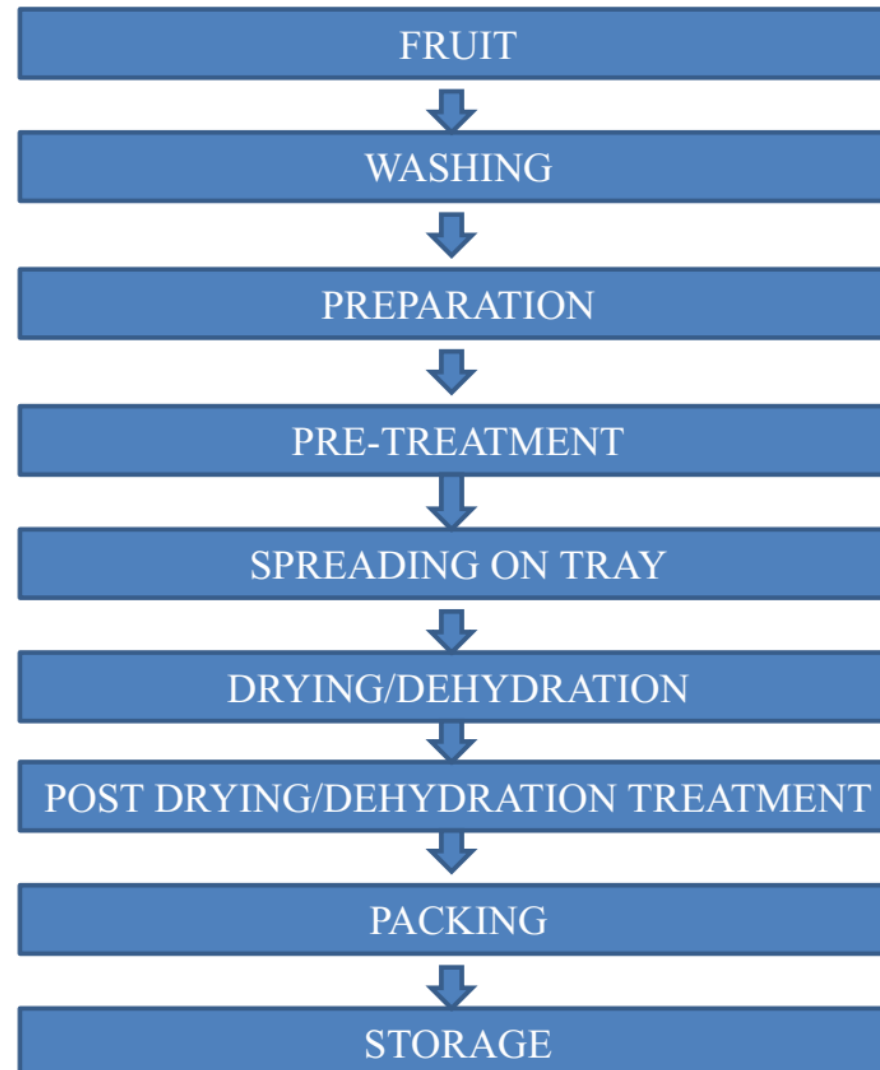 FRUIT
WASHING
PREPARATION
PRE-TREATMENT
SPREADING ON TRAY
DRYING/DEHYDRATION
POST DRYING/DEHYDRATION TREATMENT
PACKING
STORAGE